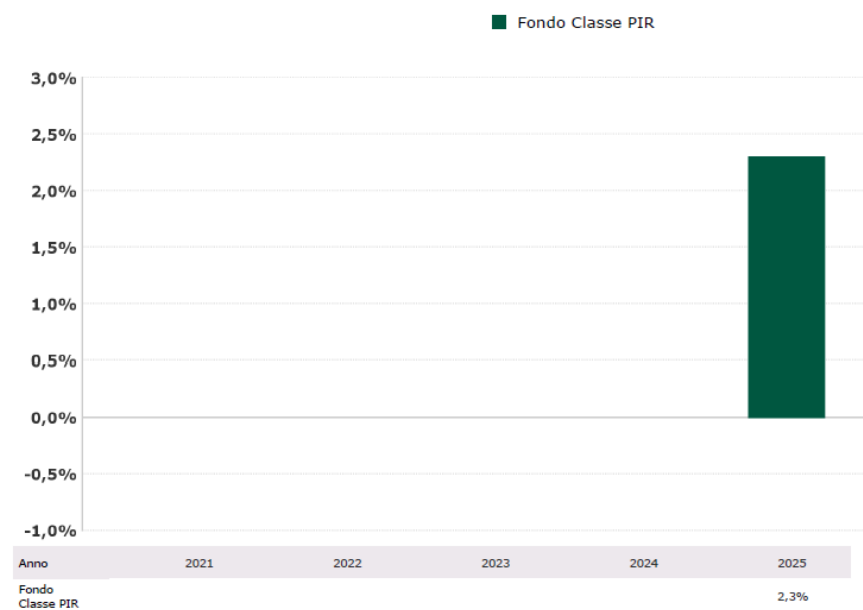 Fondo Classe PIR
3,0%
2,5%
2,0%
1,5%
1,0%
0,5%
0,0%
-0,5%
-1,0%
Anno 2021 2022 2023 2024 2025
Fondo
Classe PIR 2,3%